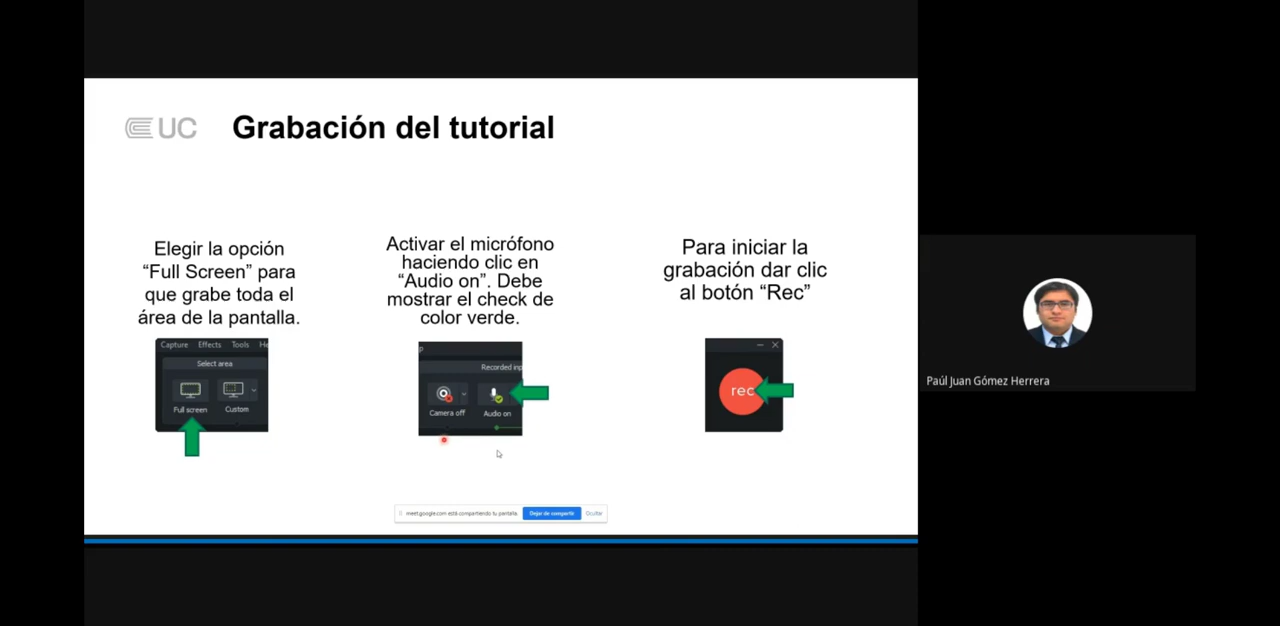 UC
Grabación del tutorial
Elegir la opción
“Full Screen” para
que grabe toda el
área de la pantalla.
Activar el micrófono
haciendo clic en
“Audio on”. Debe
mostrar el check de
color verde.
Para iniciar la
grabación dar clic
al botón “Rec”
Capture Effects Tools He
Select area
Full screen Custom
p
Recorded inp
Camera off Audio on
rec
meet.google.com está compartiendo tu pantalla. Dejar de compartir Ocultar
Paúl Juan Gómez Herrera